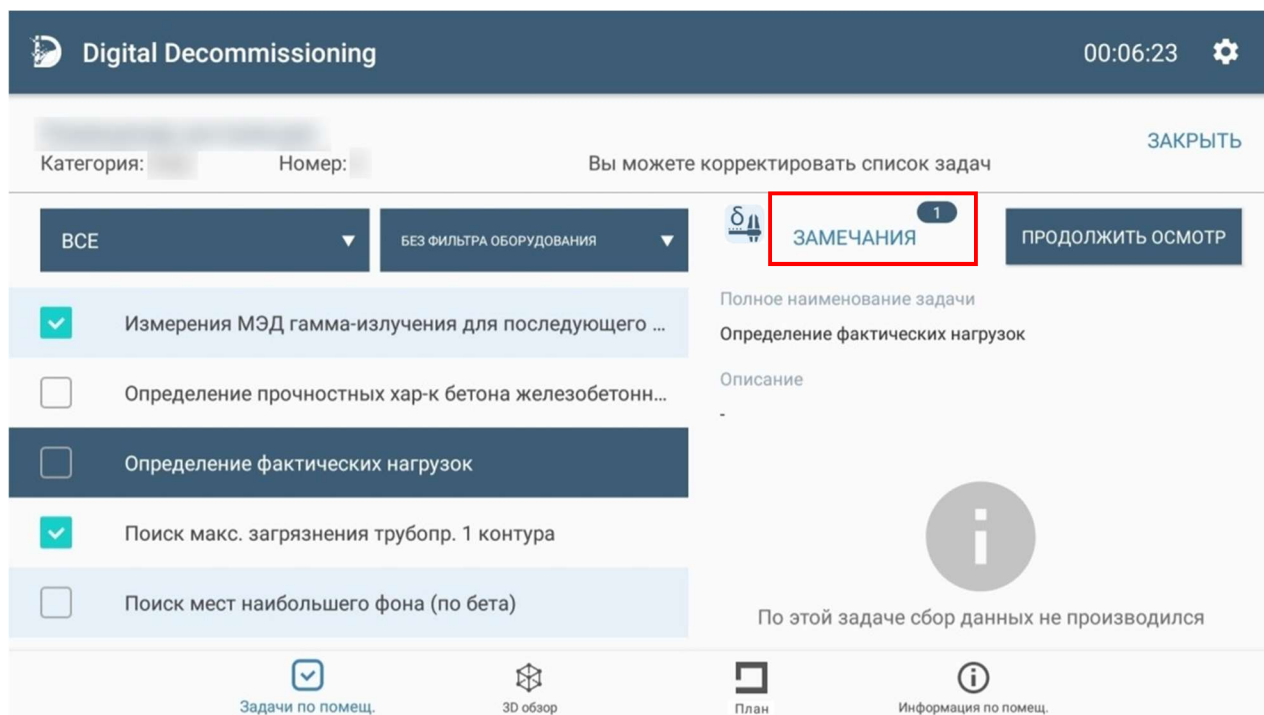 Digital Decommissioning
00:06:23
ЗАКРЫТЬ
Категория:
Номер:
Вы можете корректировать список задач
ВСЕ
БЕЗ ФИЛЬТРА ОБОРУДОВАНИЯ
δ
ЗАМЕЧАНИЯ
1
ПРОДОЛЖИТЬ ОСМОТР
Измерения МЭД гамма-излучения для последующего ...
Определение прочностных хар-к бетона железобетонн...
Определение фактических нагрузок
Поиск макс. загрязнения трубопр. 1 контура
Поиск мест наибольшего фона (по бета)
Полное наименование задачи
Определение фактических нагрузок
Описание
-
По этой задаче сбор данных не производился
Задачи по помещ.
3D обзор
План
Информация по помещ.